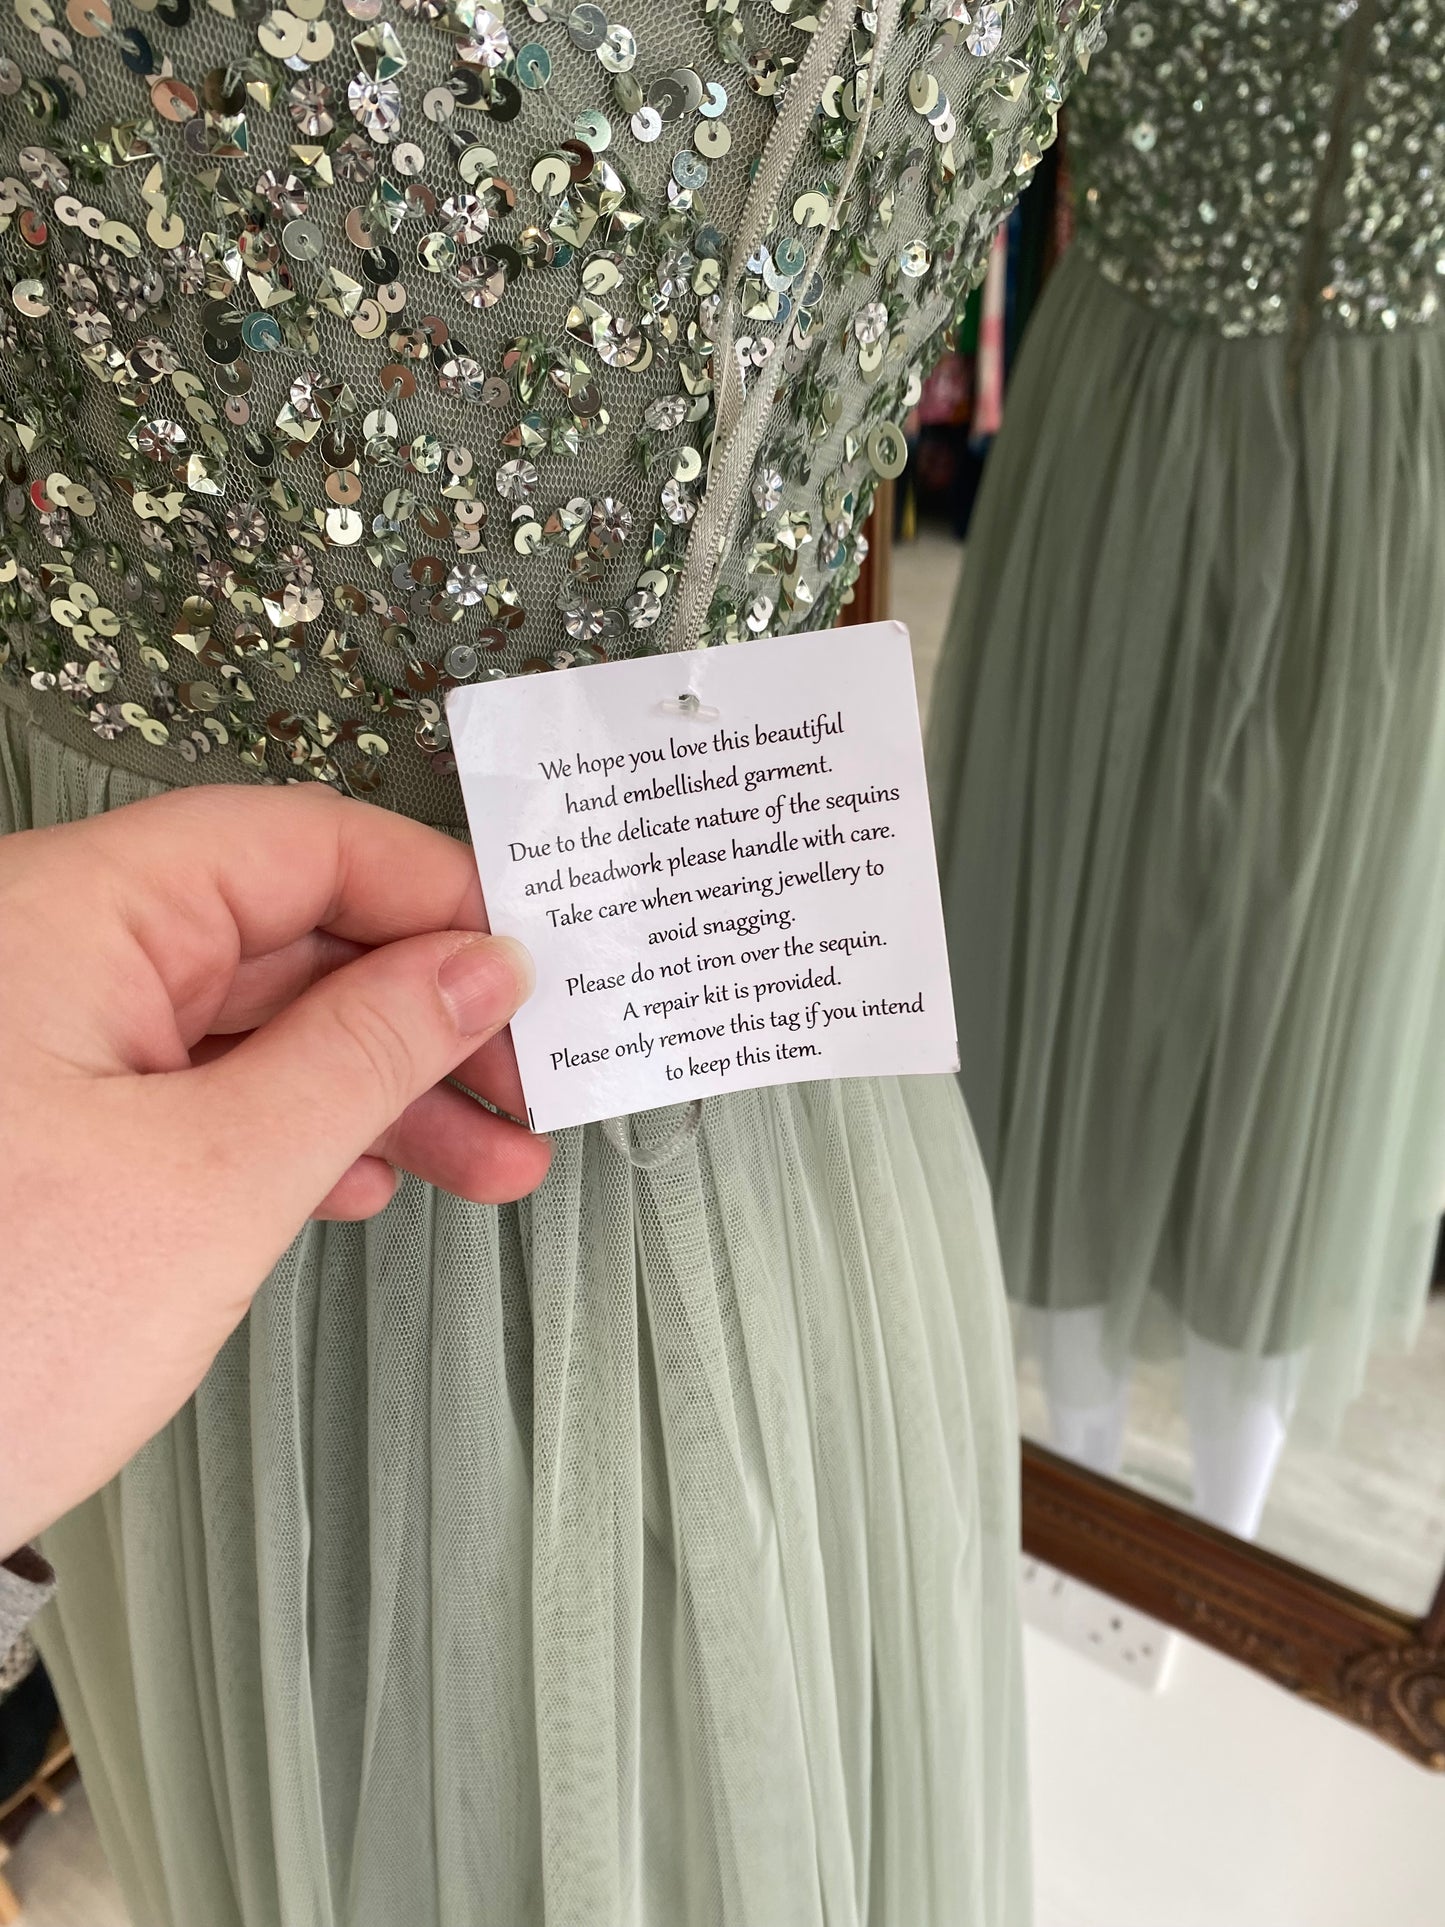 We hope you love this beautiful
hand embellished garment.
Due to the delicate nature of the sequins
and beadwork please handle with care.
Take care when wearing jewellery to
avoid snagging.
Please do not iron over the sequin.
A repair kit is provided.
Please only remove this tag if you intend
to keep this item.